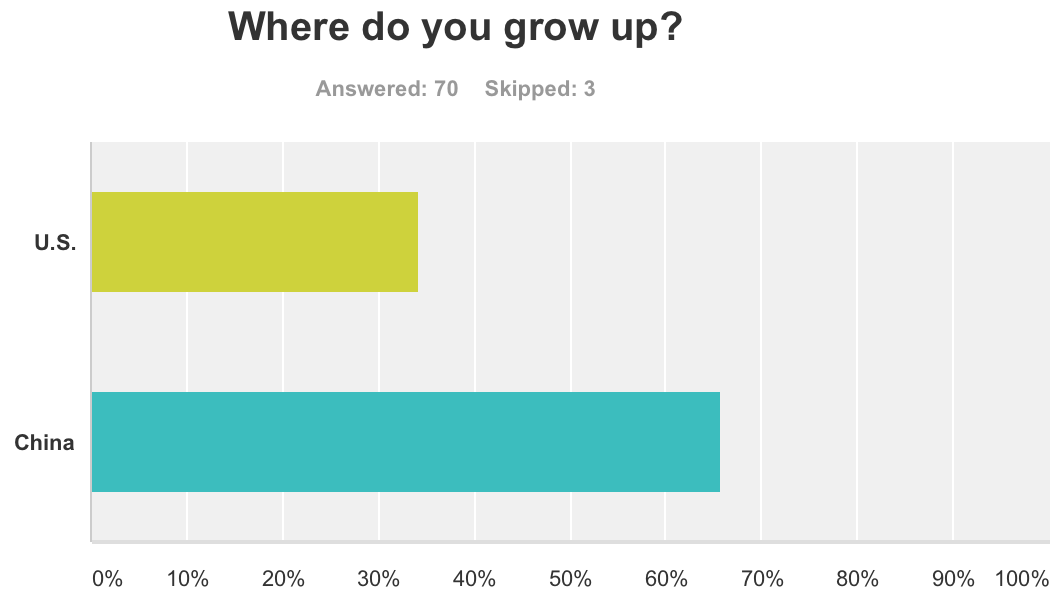 Where do you grow up?
Answered: 70 Skipped: 3
U.S.
China
0% 10% 20% 30% 40% 50% 60% 70% 80% 90% 100%